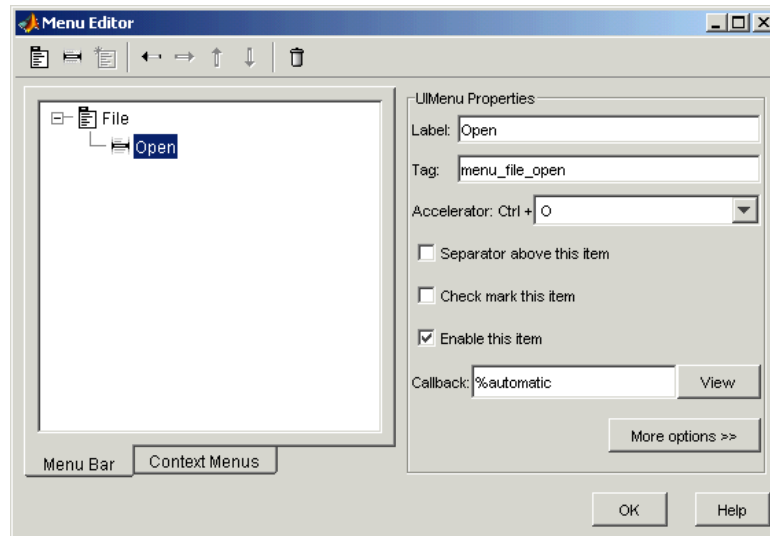 Menu Editor
File
Open
Menu Bar
Context Menus
UIMenu Properties
Label: Open
Tag: menu_file_open
Accelerator: Ctrl + O
Separator above this item
Check mark this item
Enable this item
Callback: %automatic View
More options >>
OK Help